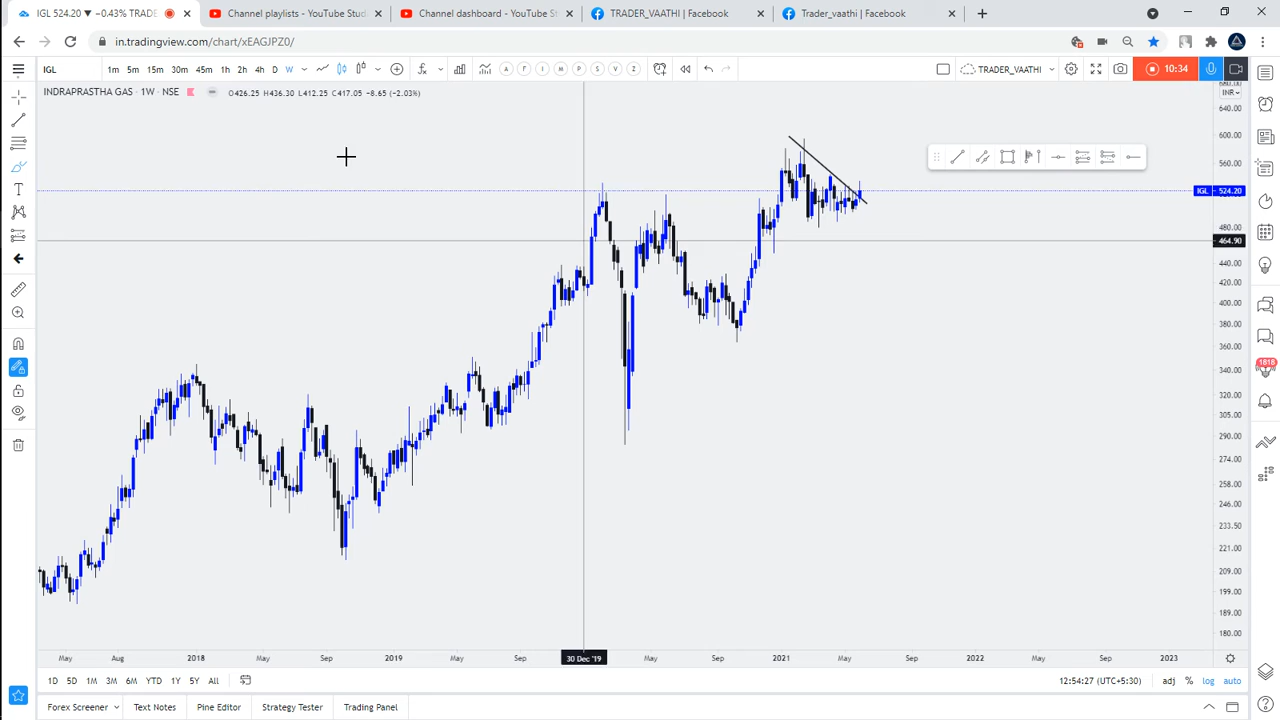 IGL 524.20 ▼ −0.43% TRADE
Channel playlists - YouTube Stud
Channel dashboard - YouTube S
TRADER_VAATHI | Facebook
Trader_vaathi | Facebook
in.tradingview.com/chart/xEAGJPZ0/
IGL 1m 5m 15m 30m 45m 1h 2h 4h D W
A F H I M P S V Z
TRADER_VAATHI
10:34
INDRAPRASTHA GAS · 1W · NSE
O426.25 H436.30 L412.25 C417.05 −8.65 (−2.03%)
INR
640.00
600.00
560.00
IGL 524.20
480.00
464.90
440.00
420.00
400.00
380.00
360.00
340.00
320.00
305.00
290.00
274.00
258.00
246.00
233.50
221.00
209.00
199.00
189.00
180.00
1818
May Aug 2018 May Sep 2019 May Sep 30 Dec '19 May Sep 2021 May Sep 2022 May Sep 2023
1D 5D 1M 3M 6M YTD 1Y 5Y All
12:54:27 (UTC+5:30) adj % log auto
Forex Screener Text Notes Pine Editor Strategy Tester Trading Panel